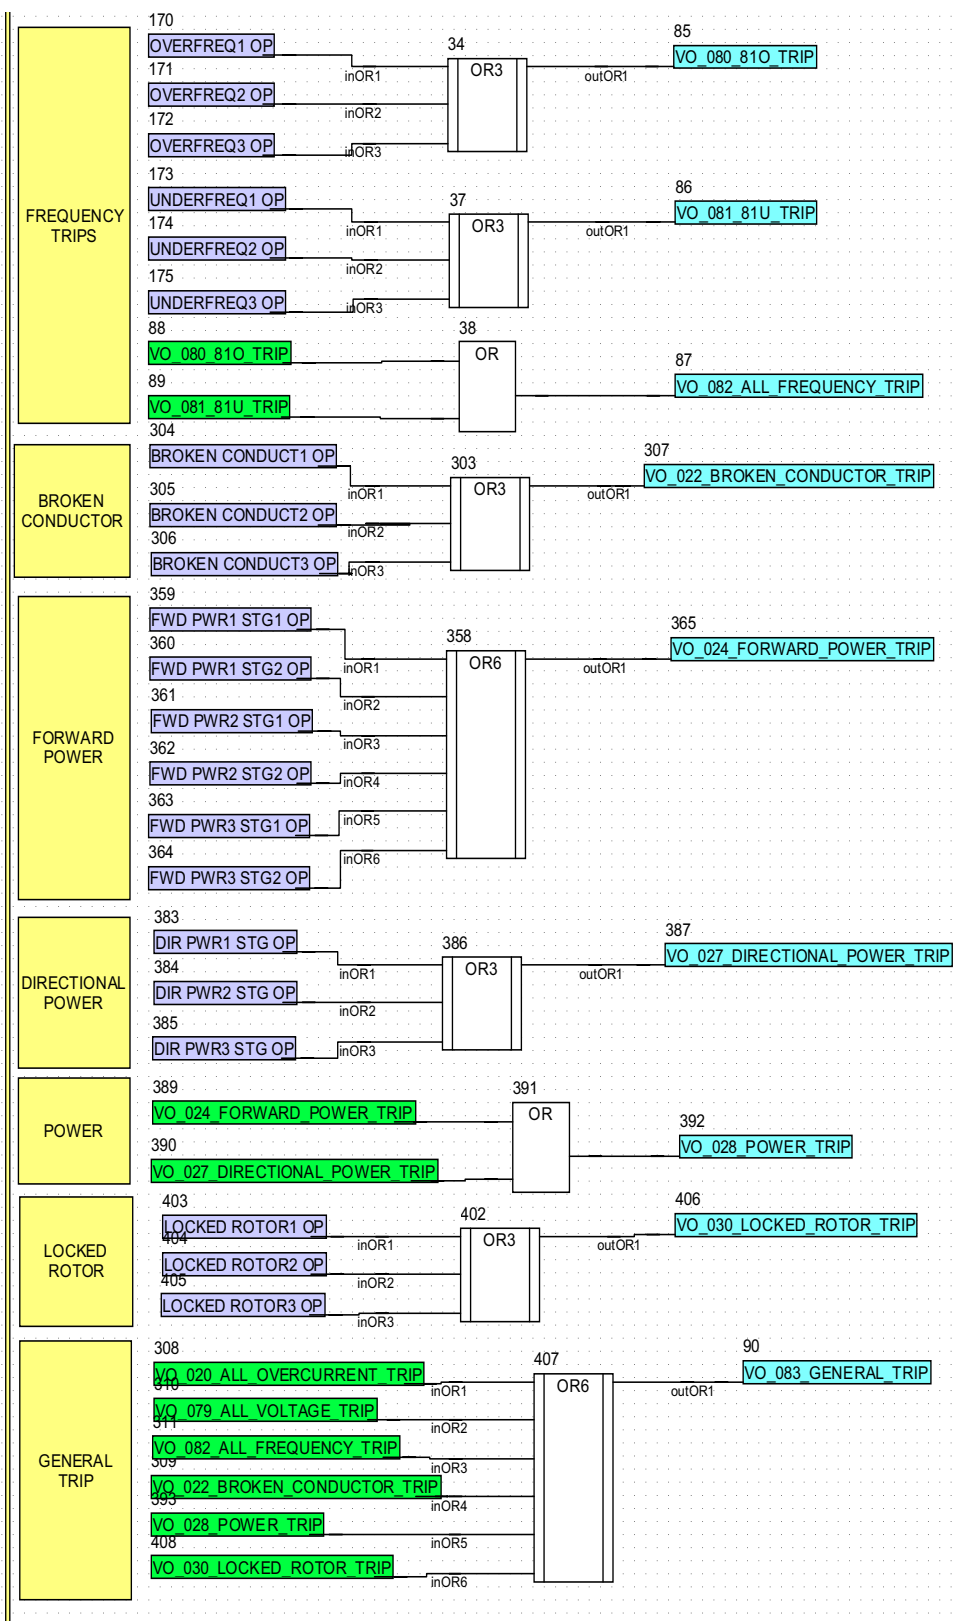 170
OVERFREQ1 OP
inOR1
171
OVERFREQ2 OP
inOR2
172
OVERFREQ3 OP
inOR3
34
OR3
outOR1
85
VO_080_81O_TRIP
FREQUENCY
TRIPS
173
UNDERFREQ1 OP
inOR1
174
UNDERFREQ2 OP
inOR2
175
UNDERFREQ3 OP
inOR3
37
OR3
outOR1
86
VO_081_81U_TRIP
88
VO_080_81O_TRIP
89
VO_081_81U_TRIP
38
OR
87
VO_082_ALL_FREQUENCY_TRIP
BROKEN
CONDUCTOR
304
BROKEN CONDUCT1 OP
inOR1
305
BROKEN CONDUCT2 OP
inOR2
306
BROKEN CONDUCT3 OP
inOR3
303
OR3
outOR1
307
VO_022_BROKEN_CONDUCTOR_TRIP
FORWARD
POWER
359
FWD PWR1 STG1 OP
inOR1
360
FWD PWR1 STG2 OP
inOR2
361
FWD PWR2 STG1 OP
inOR3
362
FWD PWR2 STG2 OP
inOR4
363
FWD PWR3 STG1 OP
inOR5
364
FWD PWR3 STG2 OP
inOR6
358
OR6
outOR1
365
VO_024_FORWARD_POWER_TRIP
DIRECTIONAL
POWER
383
DIR PWR1 STG OP
inOR1
384
DIR PWR2 STG OP
inOR2
385
DIR PWR3 STG OP
inOR3
386
OR3
outOR1
387
VO_027_DIRECTIONAL_POWER_TRIP
POWER
389
VO_024_FORWARD_POWER_TRIP
390
VO_027_DIRECTIONAL_POWER_TRIP
391
OR
392
VO_028_POWER_TRIP
LOCKED
ROTOR
403
LOCKED ROTOR1 OP
inOR1
404
LOCKED ROTOR2 OP
inOR2
405
LOCKED ROTOR3 OP
inOR3
402
OR3
outOR1
406
VO_030_LOCKED_ROTOR_TRIP
GENERAL
TRIP
308
VO_020_ALL_OVERCURRENT_TRIP
inOR1
310
VO_079_ALL_VOLTAGE_TRIP
inOR2
311
VO_082_ALL_FREQUENCY_TRIP
inOR3
309
VO_022_BROKEN_CONDUCTOR_TRIP
inOR4
393
VO_028_POWER_TRIP
inOR5
408
VO_030_LOCKED_ROTOR_TRIP
inOR6
407
OR6
outOR1
90
VO_083_GENERAL_TRIP